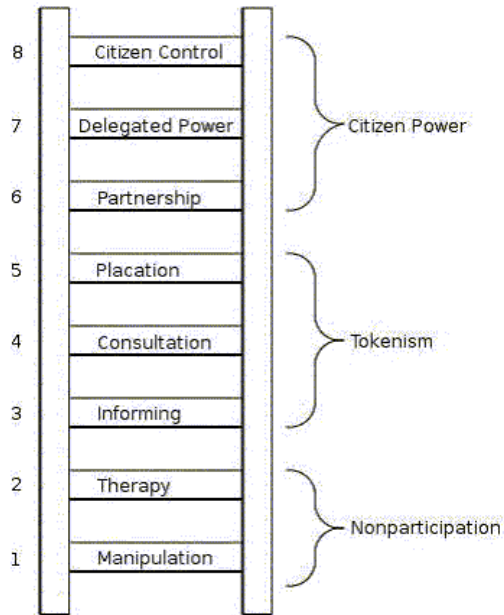 8 Citizen Control
7 Delegated Power
Citizen Power
6 Partnership
5 Placation
4 Consultation
Tokenism
3 Informing
2 Therapy
Nonparticipation
1 Manipulation